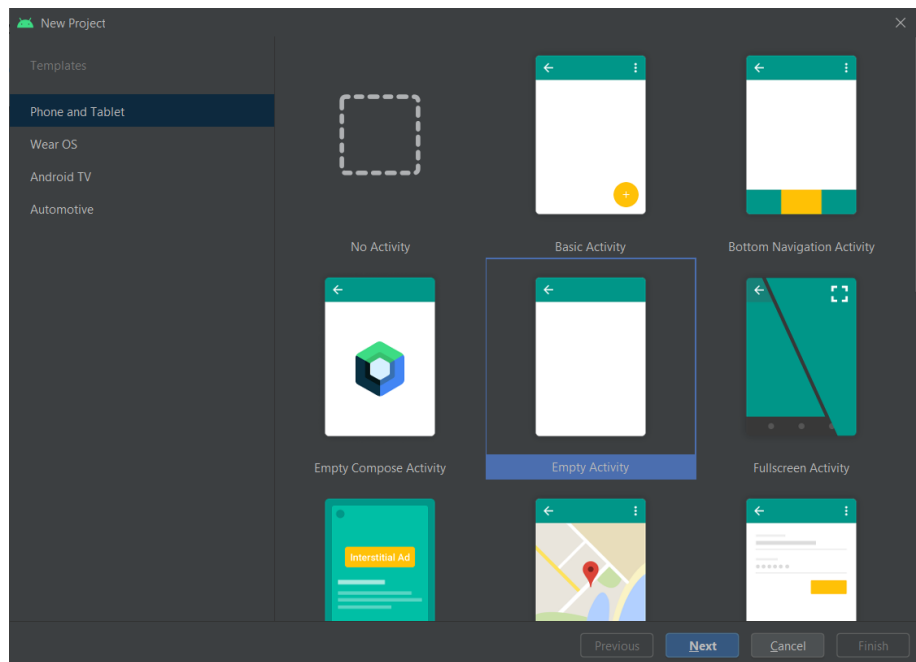 New Project
Templates
Phone and Tablet
Wear OS
Android TV
Automotive
No Activity
Basic Activity
Bottom Navigation Activity
Empty Compose Activity
Empty Activity
Fullscreen Activity
Interstitial Ad
Previous
Next
Cancel
Finish